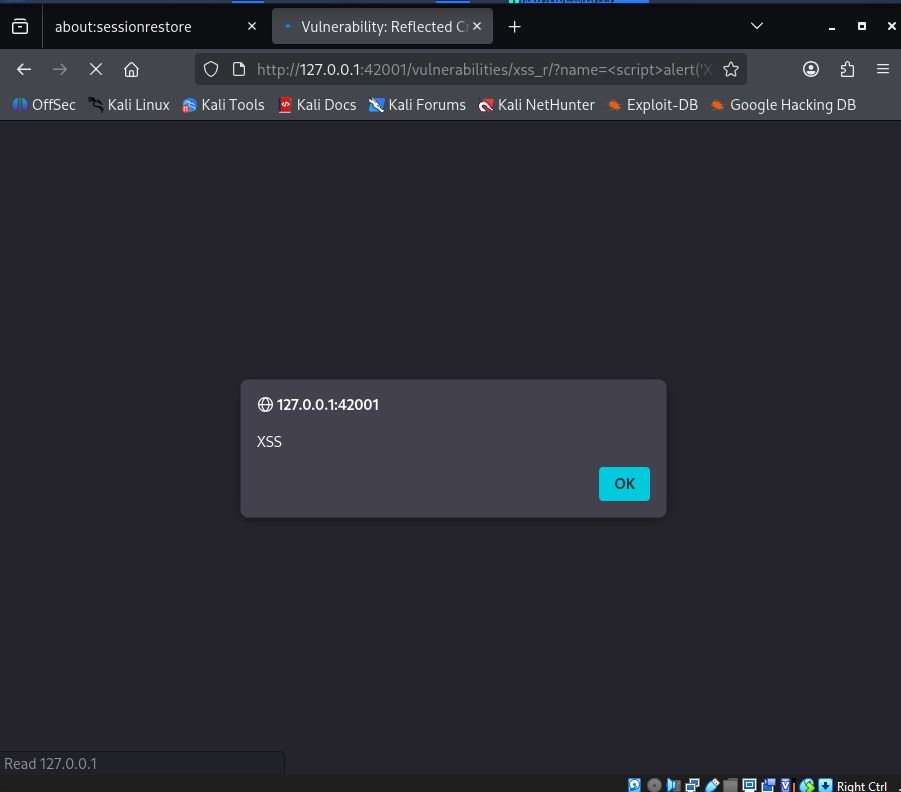 about:sessionrestore
Vulnerability: Reflected C
http://127.0.0.1:42001/vulnerabilities/xss_r/?name=<script>alert('X
OffSec Kali Linux Kali Tools Kali Docs Kali Forums Kali NetHunter Exploit-DB Google Hacking DB
127.0.0.1:42001
XSS
OK
Read 127.0.0.1
Right Ctrl